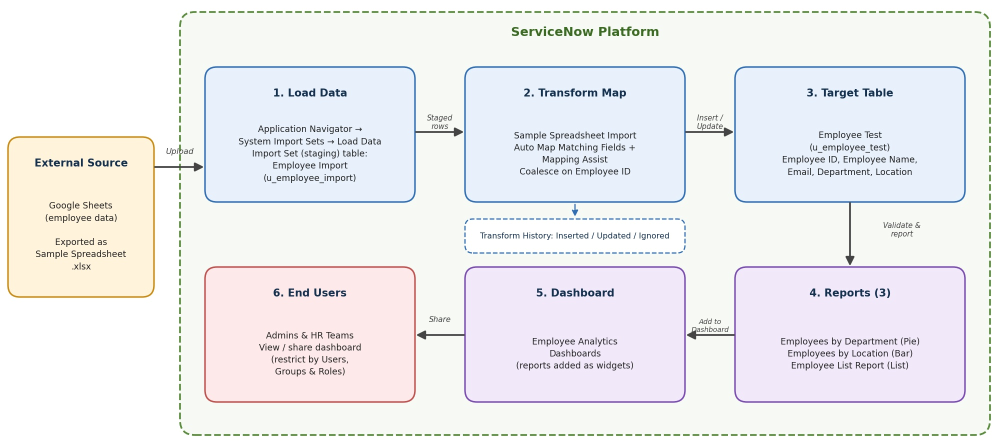 ServiceNow Platform
External Source
Google Sheets
(employee data)
Exported as
Sample Spreadsheet
.xlsx
Upload
1. Load Data
Application Navigator →
System Import Sets → Load Data
Import Set (staging) table:
Employee Import
(u_employee_import)
Staged
rows
2. Transform Map
Sample Spreadsheet Import
Auto Map Matching Fields +
Mapping Assist
Coalesce on Employee ID
Insert /
Update
3. Target Table
Employee Test
(u_employee_test)
Employee ID, Employee Name,
Email, Department, Location
Transform History: Inserted / Updated / Ignored
Validate &
report
4. Reports (3)
Employees by Department (Pie)
Employees by Location (Bar)
Employee List Report (List)
Add to
Dashboard
5. Dashboard
Employee Analytics
Dashboards
(reports added as widgets)
Share
6. End Users
Admins & HR Teams
View / share dashboard
(restrict by Users,
Groups & Roles)